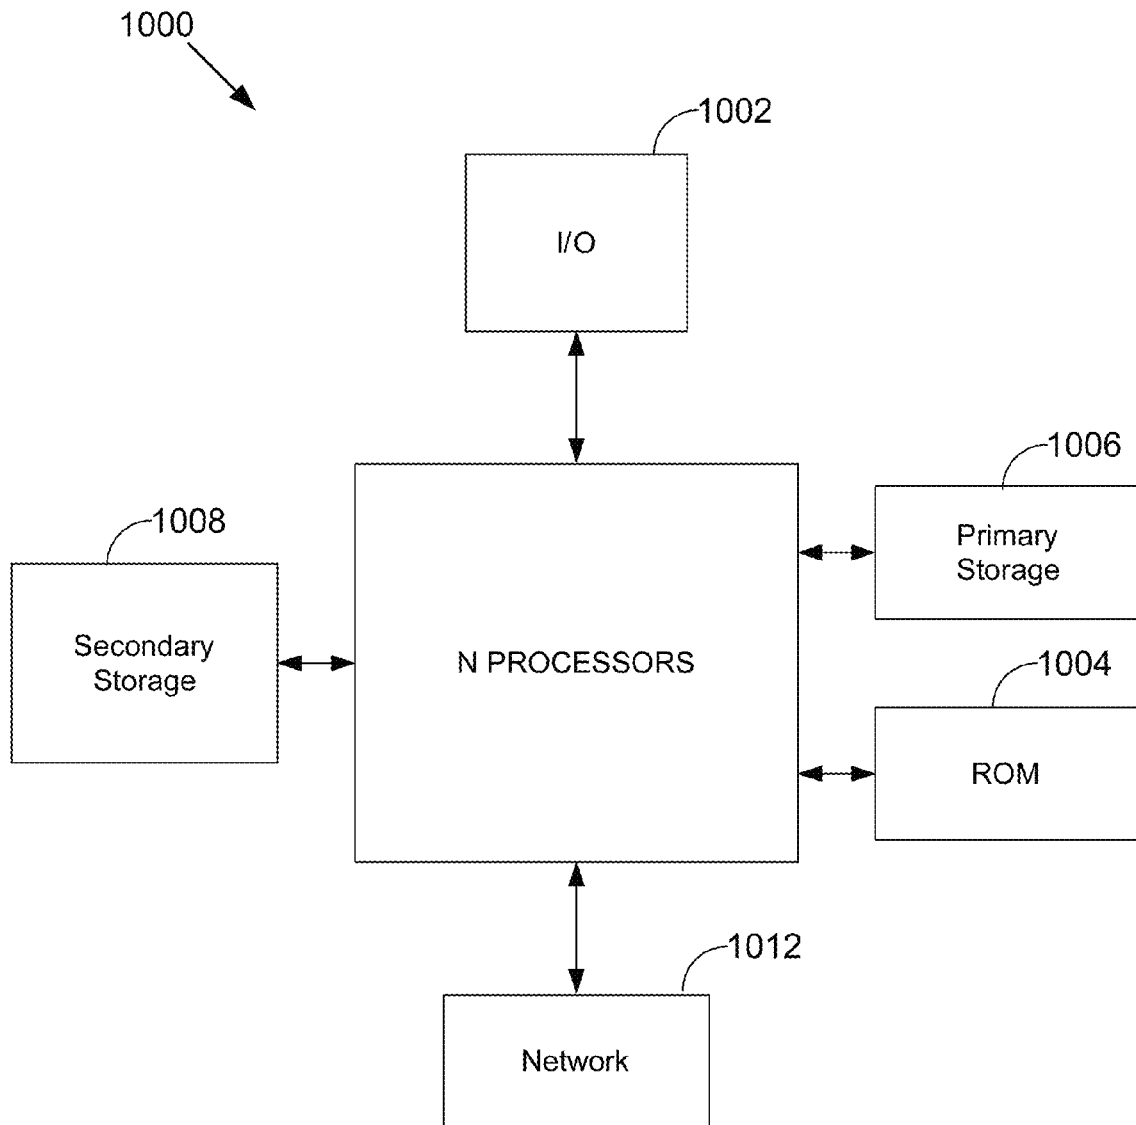 1000
1002
I/O
1006
Primary
Storage
1008
Secondary
Storage
N PROCESSORS
1004
ROM
1012
Network